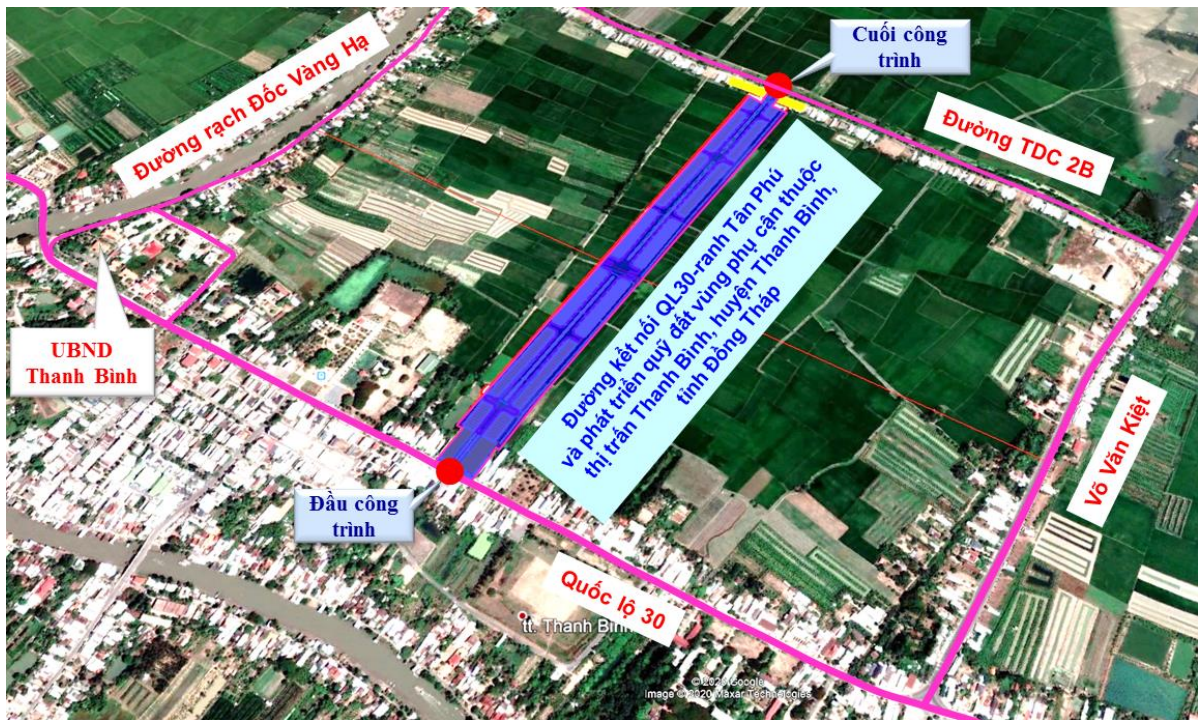 Cuối công
trình
Đường rạch Đốc Vàng Hạ
Đường TDC 2B
Đường kết nối QL30-ranh Tân Phú
và phát triển quỹ đất vùng phụ cận thuộc
thị trấn Thanh Bình, huyện Thanh Bình,
tỉnh Đồng Tháp
UBND
Thanh Bình
Võ Văn Kiệt
Đầu công
trình
Quốc lộ 30
tt. Thanh Bình
© 2020 Google
Image © 2020 Maxar Technologies